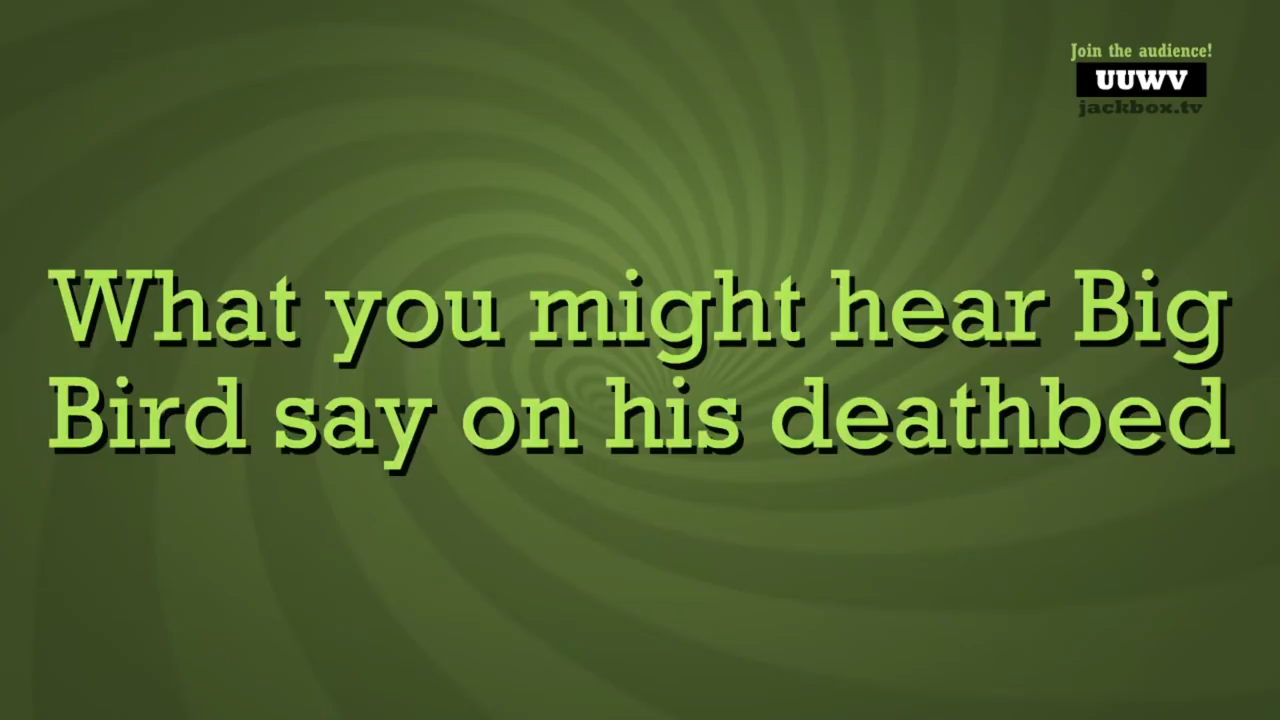 Join the audience!
UUWV
jackbox.tv
What you might hear Big
Bird say on his deathbed